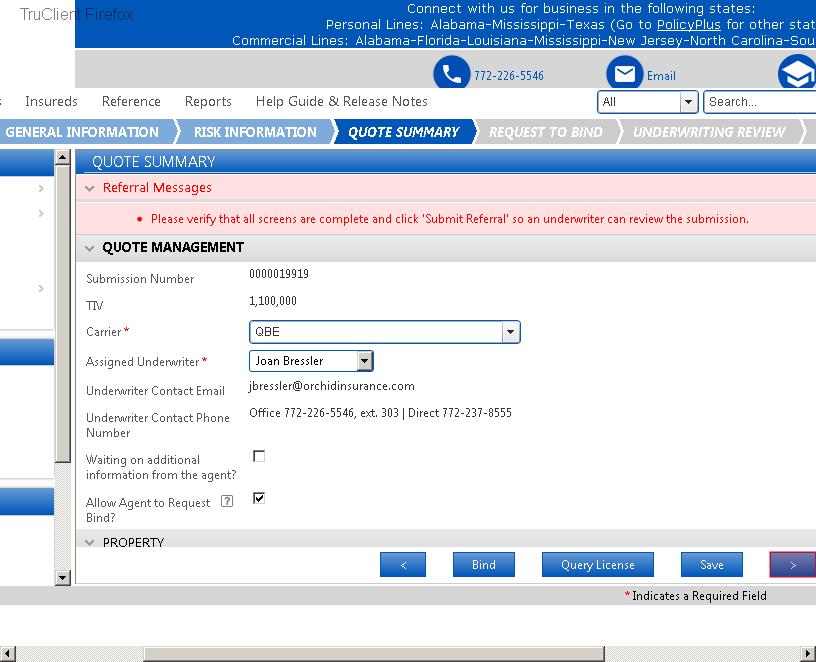 TruClient Firefox
Connect with us for business in the following states:
Personal Lines: Alabama-Mississippi-Texas (Go to PolicyPlus for other stat
Commercial Lines: Alabama-Florida-Louisiana-Mississippi-New Jersey-North Carolina-Sou
772-226-5546
Email
Insureds Reference Reports Help Guide & Release Notes All Search...
GENERAL INFORMATION RISK INFORMATION QUOTE SUMMARY REQUEST TO BIND UNDERWRITING REVIEW
QUOTE SUMMARY
Referral Messages
• Please verify that all screens are complete and click 'Submit Referral' so an underwriter can review the submission.
QUOTE MANAGEMENT
Submission Number 0000019919
TIV 1,100,000
Carrier * QBE
Assigned Underwriter * Joan Bressler
Underwriter Contact Email jbressler@orchidinsurance.com
Underwriter Contact Phone Number Office 772-226-5546, ext. 303 | Direct 772-237-8555
Waiting on additional
information from the agent?
Allow Agent to Request ?
Bind?
PROPERTY
< Bind Query License Save >
* Indicates a Required Field